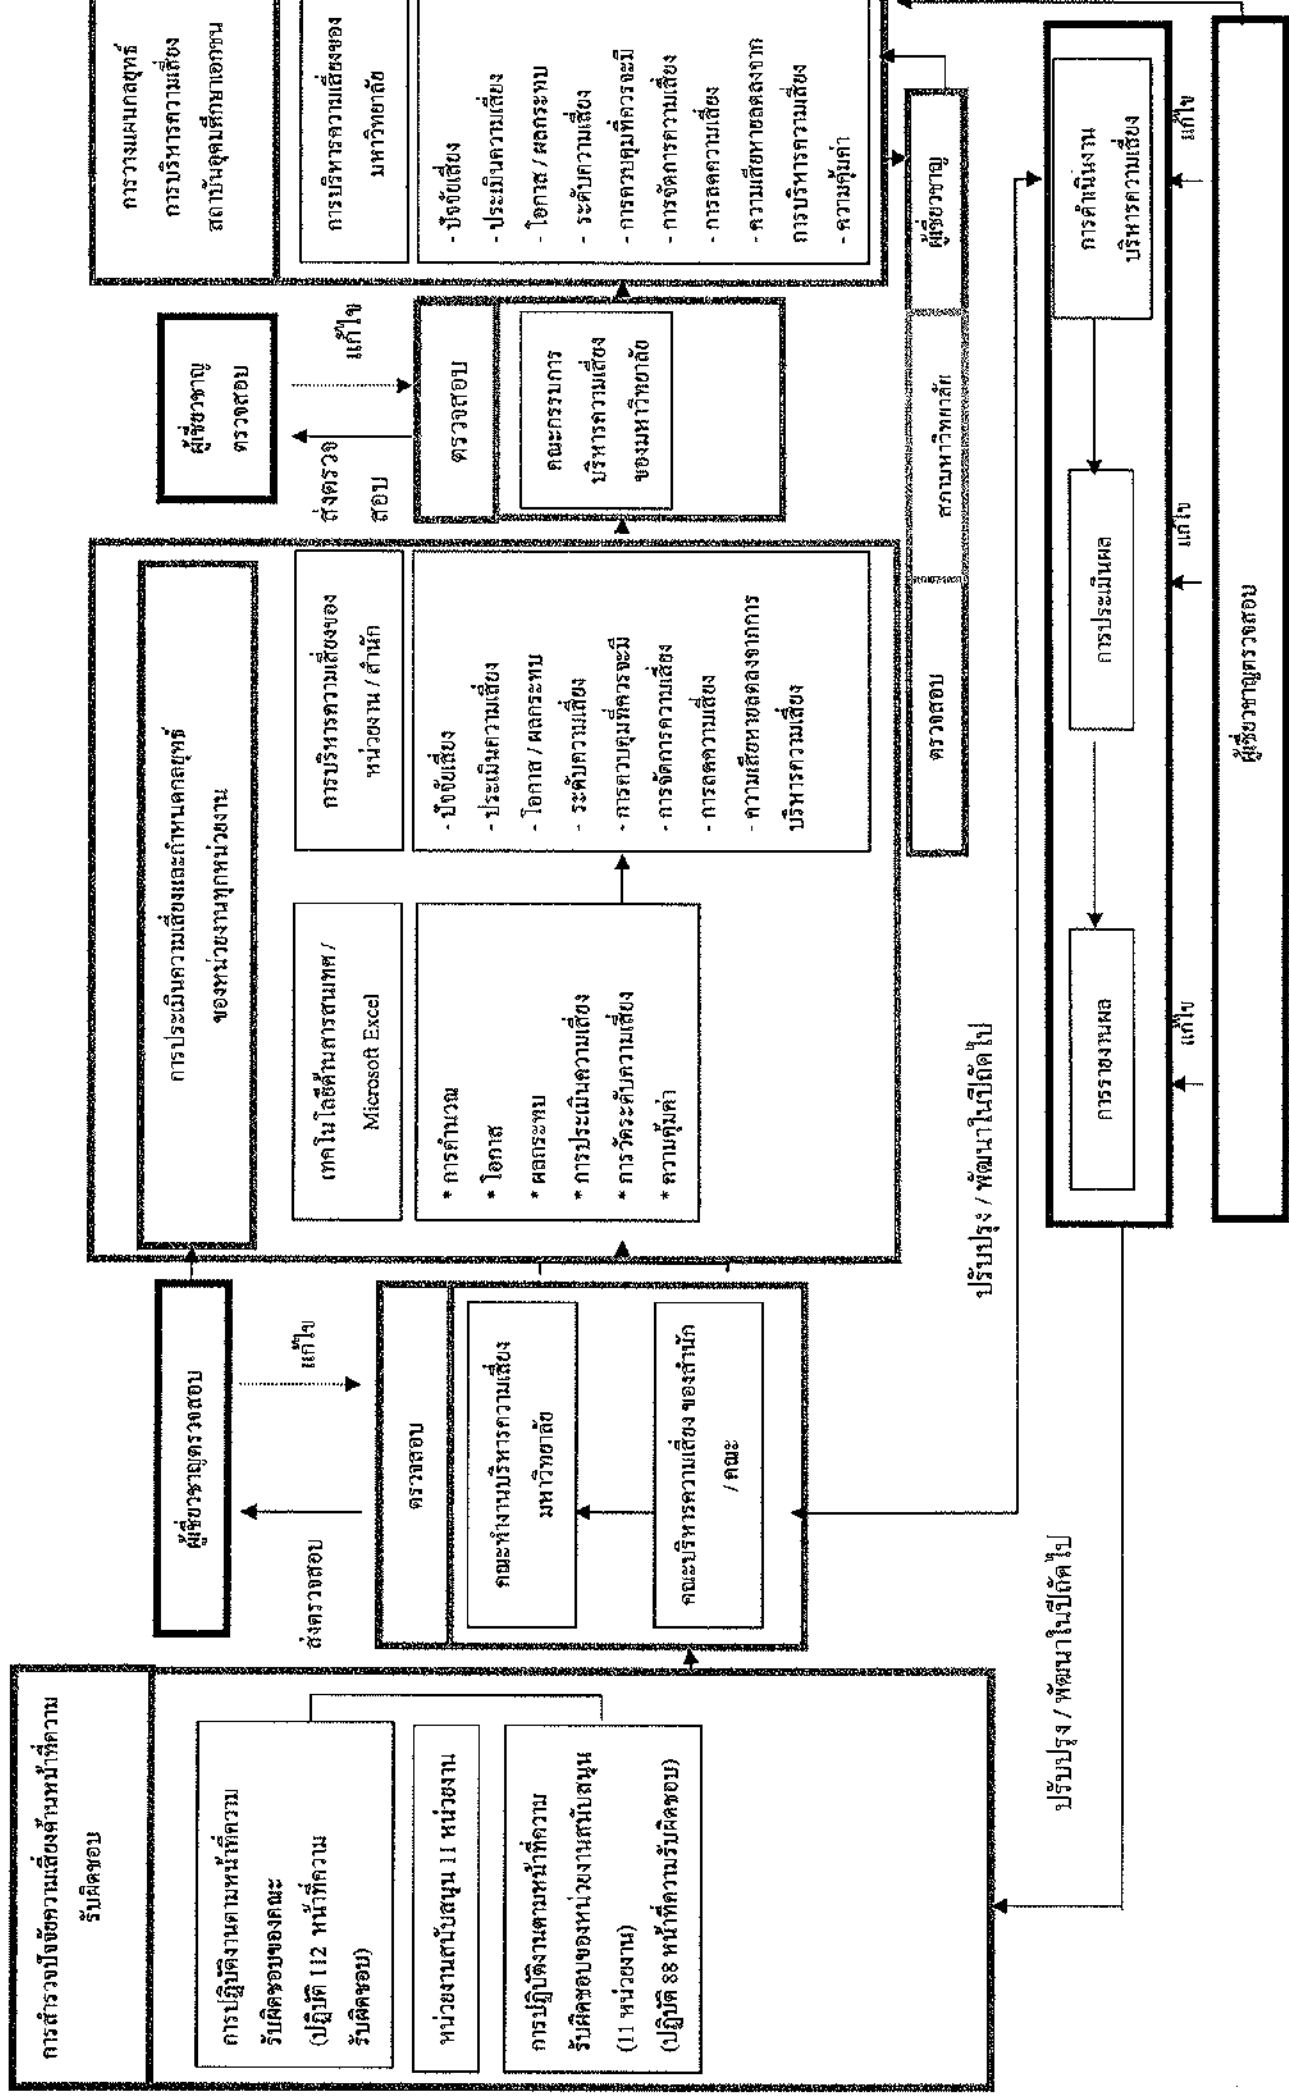 การสำรวจปัจจัยความเสี่ยงด้านหน้าที่ความ
รับผิดชอบ
การปฏิบัติงานตามหน้าที่ความ
รับผิดชอบของคณะ
(ปฏิบัติ 112 หน้าที่ความ
รับผิดชอบ)
หน่วยงานสนับสนุน 11 หน่วยงาน
การปฏิบัติงานตามหน้าที่ความ
รับผิดชอบของหน่วยงานสนับสนุน
(11 หน่วยงาน)
(ปฏิบัติ 88 หน้าที่ความรับผิดชอบ)
ผู้เชี่ยวชาญตรวจสอบ
ส่งตรวจสอบ
แก้ไข
ตรวจสอบ
คณะทำงานบริหารความเสี่ยง
มหาวิทยาลัย
คณะบริหารความเสี่ยง ของสำนัก
/ คณะ
การประเมินความเสี่ยงและกำหนดกลยุทธ์
ของหน่วยงานทุกหน่วยงาน
เทคโนโลยีด้านสารสนเทศ /
Microsoft Excel
* การคำนวณ
* โอกาส
* ผลกระทบ
* การประเมินความเสี่ยง
* การวัดระดับความเสี่ยง
* ความคุ้มค่า
การบริหารความเสี่ยงของ
หน่วยงาน / สำนัก
- ปัจจัยเสี่ยง
- ประเมินความเสี่ยง
- โอกาส / ผลกระทบ
- ระดับความเสี่ยง
- การควบคุมที่ควรจะมี
- การจัดการความเสี่ยง
- การลดความเสี่ยง
- ความเสียหายลดลงจากการ
บริหารความเสี่ยง
ผู้เชี่ยวชาญ
ตรวจสอบ
ส่งตรวจ
สอบ
แก้ไข
ตรวจสอบ
คณะกรรมการ
บริหารความเสี่ยง
ของมหาวิทยาลัย
กรวางแผนกลยุทธ์
การบริหารความเสี่ยง
สถาบันอุดมศึกษาเอกชน
การบริหารความเสี่ยงของ
มหาวิทยาลัย
- ปัจจัยเสี่ยง
- ประเมินความเสี่ยง
- โอกาส / ผลกระทบ
- ระดับความเสี่ยง
- การควบคุมที่ควรจะมี
- การจัดการความเสี่ยง
- การลดความเสี่ยง
- ความเสียหายลดลงจาก
การบริหารความเสี่ยง
- ความคุ้มค่า
ตรวจสอบ
สภามหาวิทยาลัย
ผู้เชี่ยวชาญ
ปรับปรุง / พัฒนาในปีถัดไป
ปรับปรุง / พัฒนาในปีถัดไป
การรายงานผล
การประเมินผล
การดำเนินงาน
บริหารความเสี่ยง
แก้ไข
แก้ไข
แก้ไข
ผู้เชี่ยวชาญตรวจสอบ